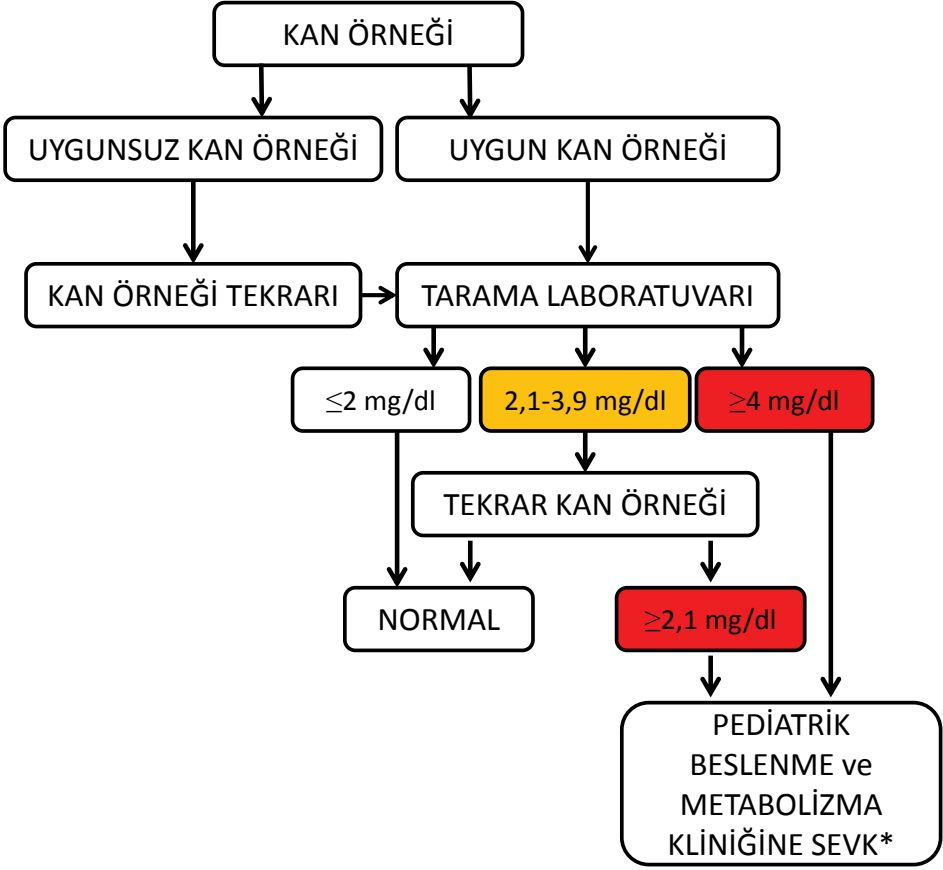 KAN ÖRNEĞİ
UYGUNSUZ KAN ÖRNEĞİ
UYGUN KAN ÖRNEĞİ
KAN ÖRNEĞİ TEKRARI
TARAMA LABORATUVARI
≤2 mg/dl
2,1-3,9 mg/dl
≥4 mg/dl
TEKRAR KAN ÖRNEĞİ
NORMAL
≥2,1 mg/dl
PEDİATRİK
BESLENME ve
METABOLİZMA
KLİNİĞİNE SEVK*